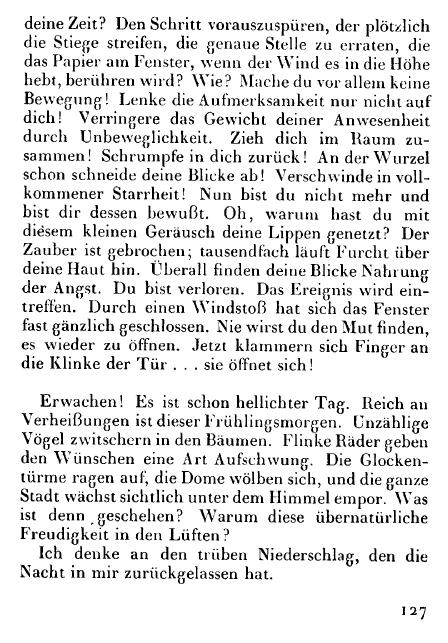 deine Zeit? Den Schritt vorauszuspüren, der plötzlich
die Stiege streifen, die genaue Stelle zu erraten, die
das Papier am Fenster, wenn der Wind es in die Höhe
hebt, berühren wird? Wie? Mache du vor allem keine
Bewegung! Lenke die Aufmerksamkeit nur nicht auf
dich! Verringere das Gewicht deiner Anwesenheit
durch Unbeweglichkeit. Zieh dich im Raum zu-
sammen! Schrumpfe in dich zurück! An der Wurzel
schon schneide deine Blicke ab! Verschwinde in voll-
kommener Starrheit! Nun bist du nicht mehr und
bist dir dessen bewußt. Oh, warum hast du mit
diesem kleinen Geräusch deine Lippen genetzt? Der
Zauber ist gebrochen; tausendfach läuft Furcht über
deine Haut hin. Überall finden deine Blicke Nahrung
der Angst. Du bist verloren. Das Ereignis wird ein-
treffen. Durch einen Windstoß hat sich das Fenster
fast gänzlich geschlossen. Nie wirst du den Mut finden,
es wieder zu öffnen. Jetzt klammern sich Finger an
die Klinke der Tür . . . sie öffnet sich!
Erwachen! Es ist schon hellichter Tag. Reich an
Verheißungen ist dieser Frühlingsmorgen. Unzählige
Vögel zwitschern in den Bäumen. Flinke Räder geben
den Wünschen eine Art Aufschwung. Die Glocken-
türme ragen auf, die Dome wölben sich, und die ganze
Stadt wächst sichtlich unter dem Himmel empor. Was
ist denn geschehen? Warum diese übernatürliche
Freudigkeit in den Lüften?
Ich denke an den trüben Niederschlag, den die
Nacht in mir zurückgelassen hat.
127